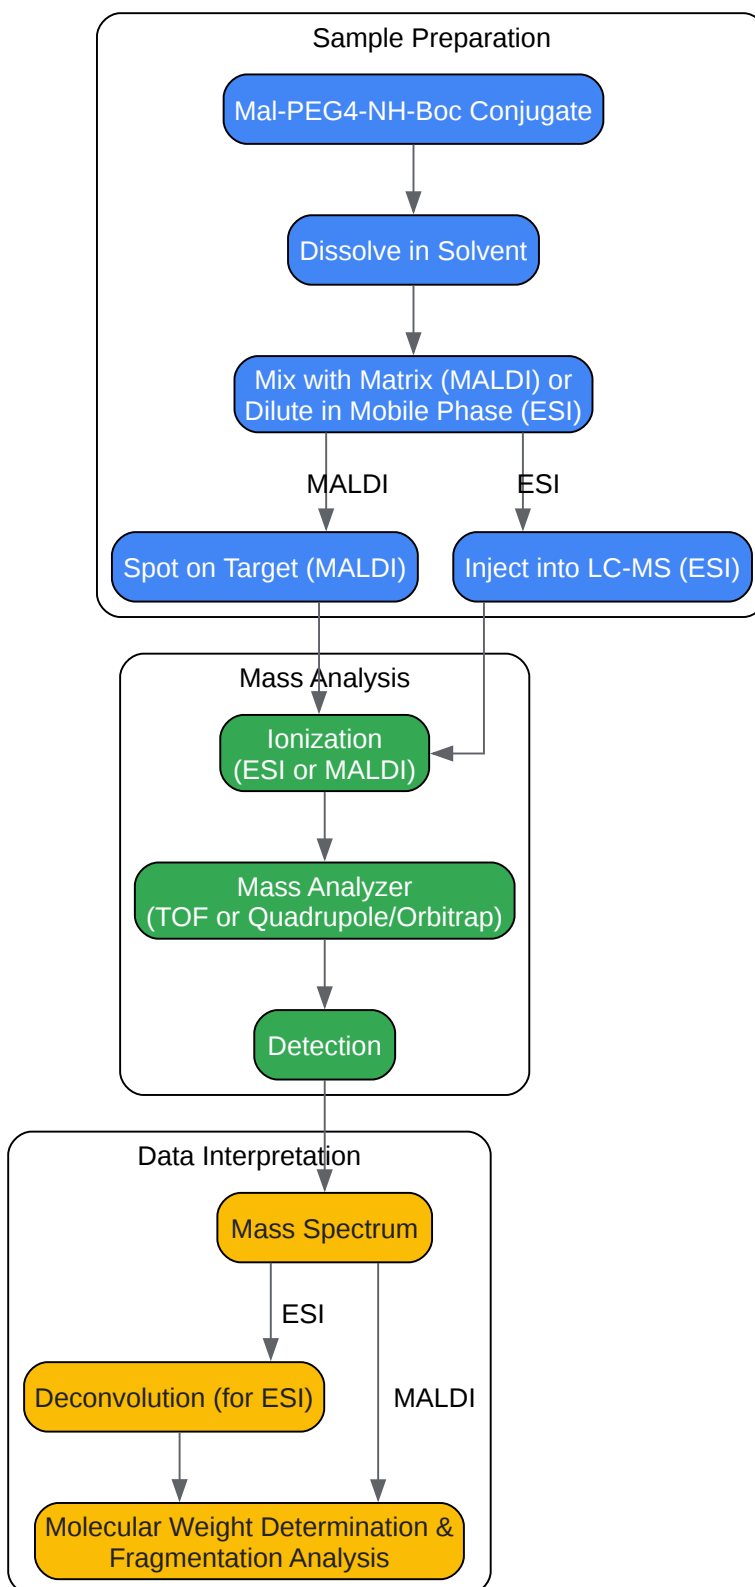 Sample Preparation
Mal-PEG4-NH-Boc Conjugate
Dissolve in Solvent
Mix with Matrix (MALDI) or
Dilute in Mobile Phase (ESI)
MALDI
ESI
Spot on Target (MALDI)
Inject into LC-MS (ESI)
Mass Analysis
Ionization
(ESI or MALDI)
Mass Analyzer
(TOF or Quadrupole/Orbitrap)
Detection
Data Interpretation
Mass Spectrum
ESI
Deconvolution (for ESI)
MALDI
Molecular Weight Determination &
Fragmentation Analysis